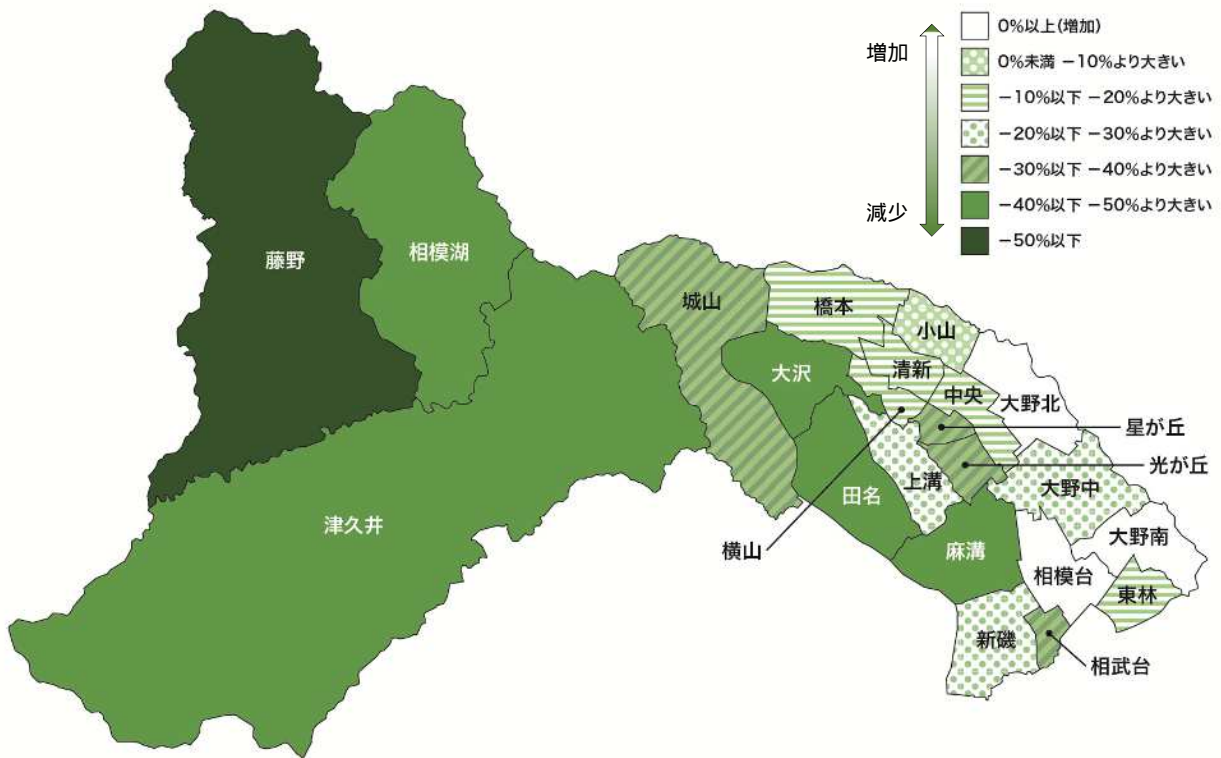 増加
減少
0%以上(増加)
0%未満 −10%より大きい
−10%以下 −20%より大きい
−20%以下 −30%より大きい
−30%以下 −40%より大きい
−40%以下 −50%より大きい
−50%以下
藤野
相模湖
津久井
城山
橋本
小山
大沢
清新
中央
大野北
星が丘
光が丘
上溝
大野中
田名
横山
麻溝
大野南
相模台
東林
新磯
相武台